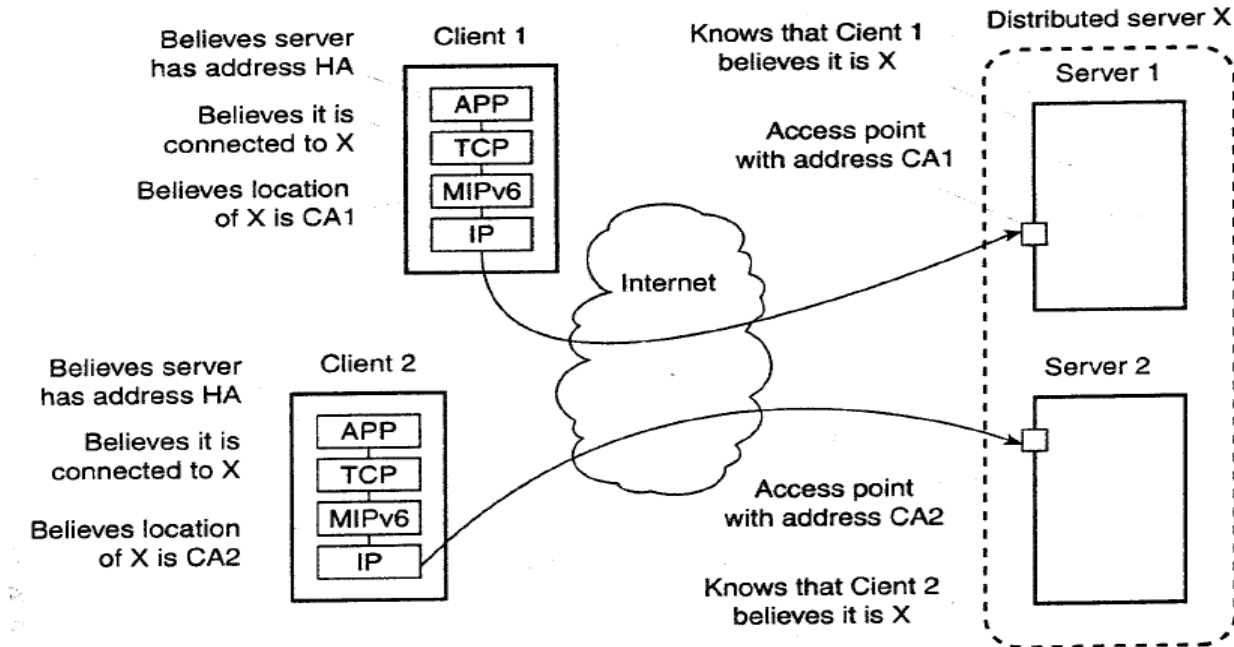 Believes server
has address HA
Client 1
Believes it is
connected to X
Believes location
of X is CA1
APP
TCP
MIPv6
IP
Knows that Cient 1
believes it is X
Access point
with address CA1
Distributed server X
Server 1
Internet
Believes server
has address HA
Client 2
Believes it is
connected to X
Believes location
of X is CA2
APP
TCP
MIPv6
IP
Server 2
Access point
with address CA2
Knows that Cient 2
believes it is X